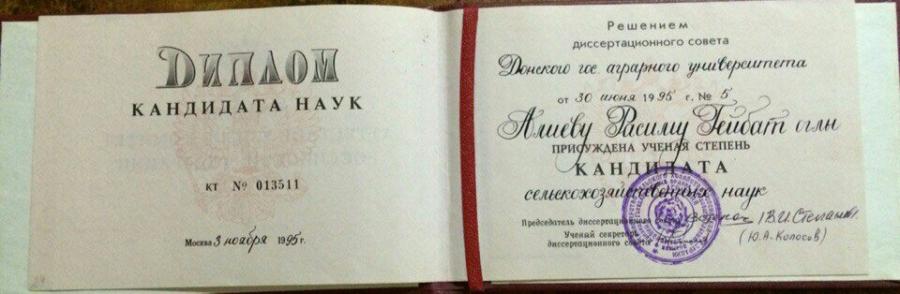 ДИПЛОМ
КАНДИДАТА НАУК
КТ № 013511
Москва 3 ноября 1995г.
Решением
диссертационного совета
Донского гос. аграрного университета
от 30 июня 1995 г. № 5
Алиеву Расиму Гейбат оглы
ПРИСУЖДЕНА УЧЕНАЯ СТЕПЕНЬ
КАНДИДАТА
сельскохозяйственных наук
Председатель диссертационного совета /В.И.Степанов/
Ученый секретарь
диссертационного совета (Ю.А.Колосов)